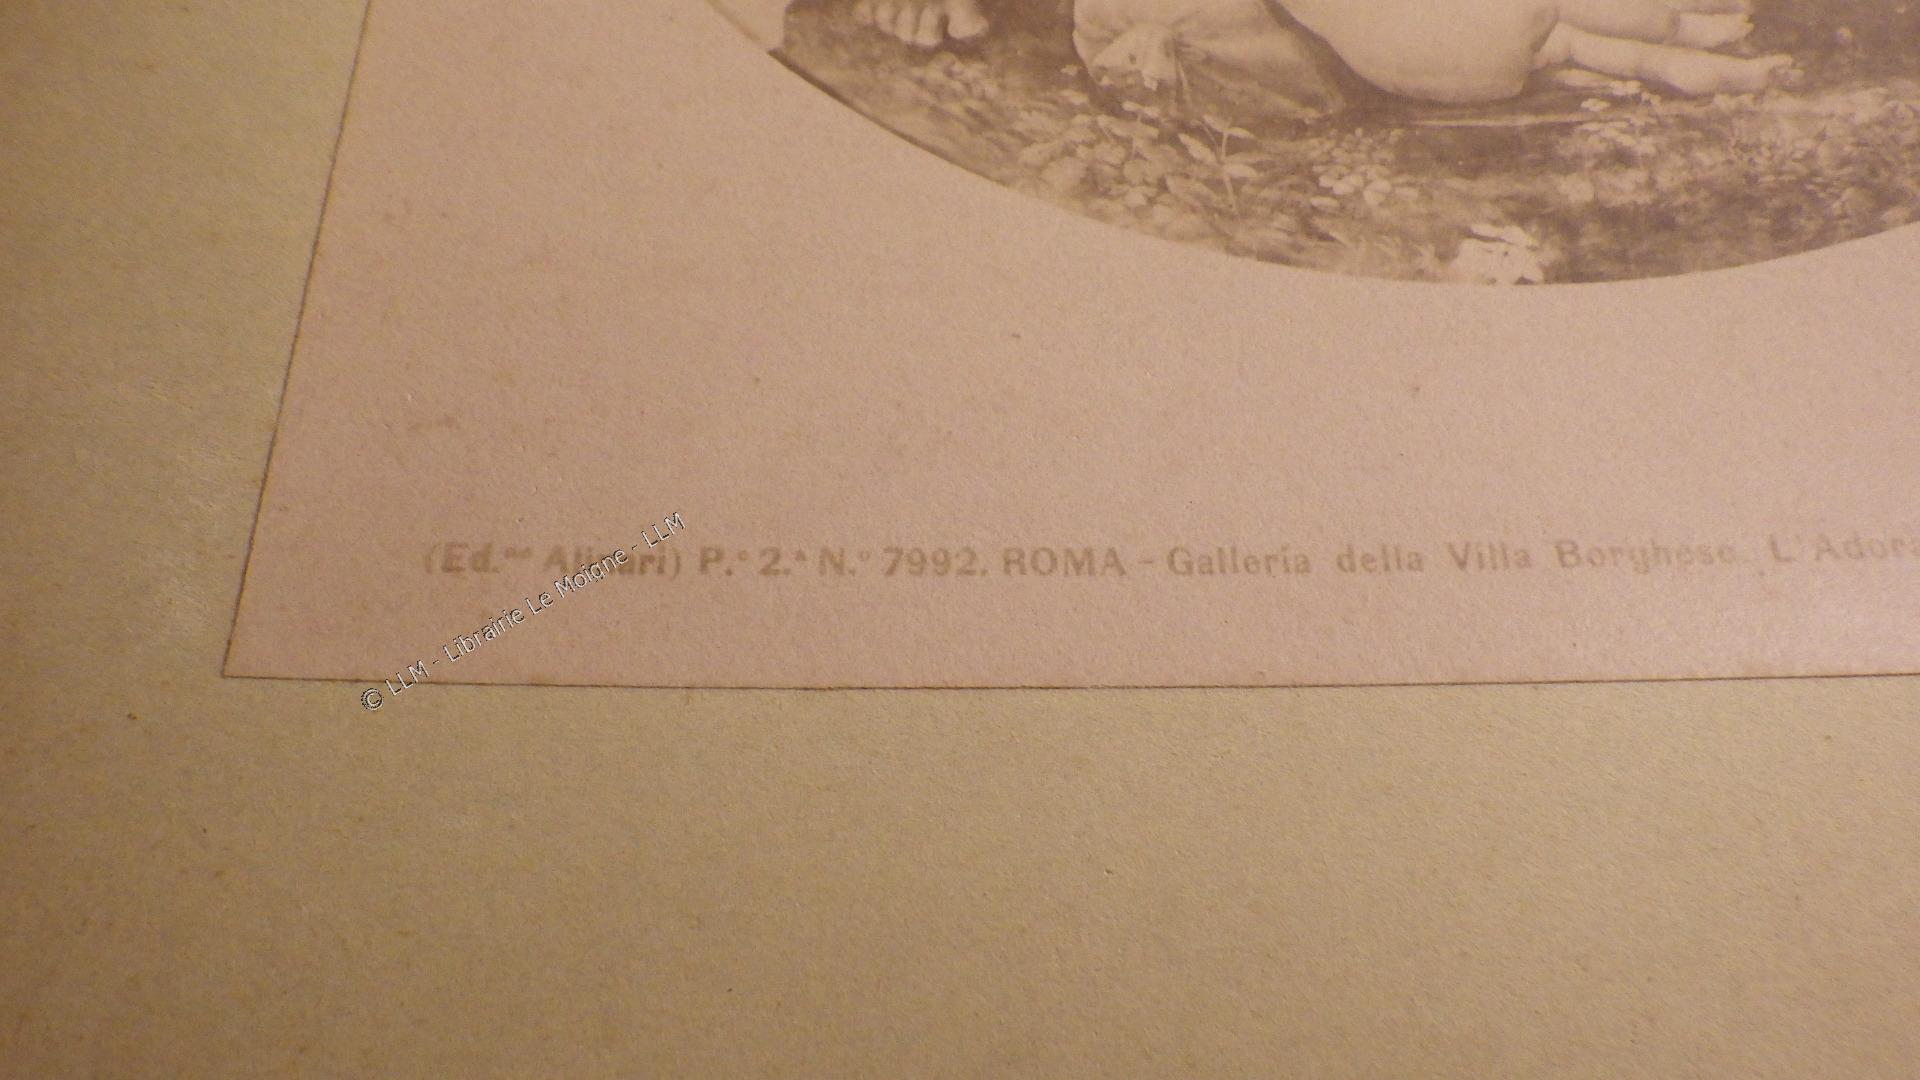 (Ed.ne Alinari) P.e 2.a N.o 7992. ROMA - Galleria della Villa Borghese. L'Adora
© LLM - Librairie Le Moigne - LLM